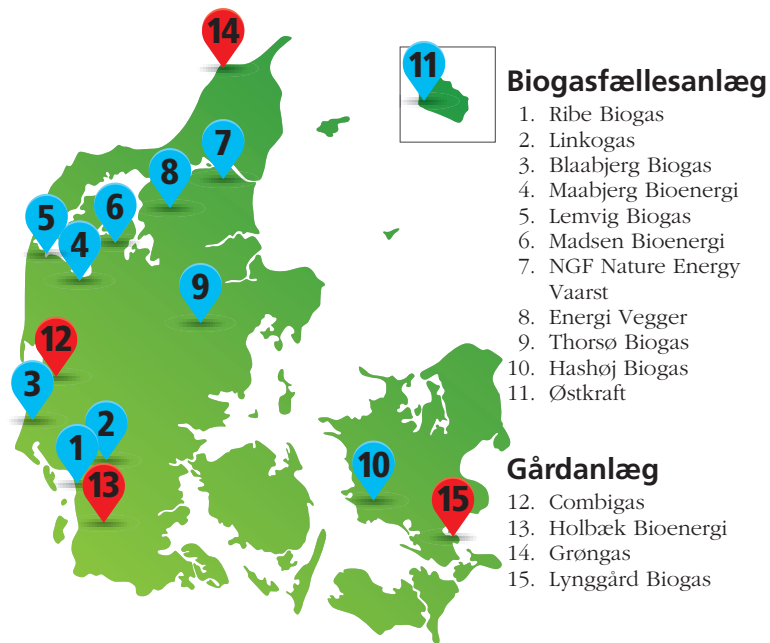 14
11
7
8
6
5
4
9
12
3
2
1
13
10
15
Biogasfællesanlæg
1. Ribe Biogas
2. Linkogas
3. Blaabjerg Biogas
4. Maabjerg Bioenergi
5. Lemvig Biogas
6. Madsen Bioenergi
7. NGF Nature Energy
Vaarst
8. Energi Vegger
9. Thorsø Biogas
10. Hashøj Biogas
11. Østkraft
Gårdanlæg
12. Combigas
13. Holbæk Bioenergi
14. Grøngas
15. Lynggård Biogas